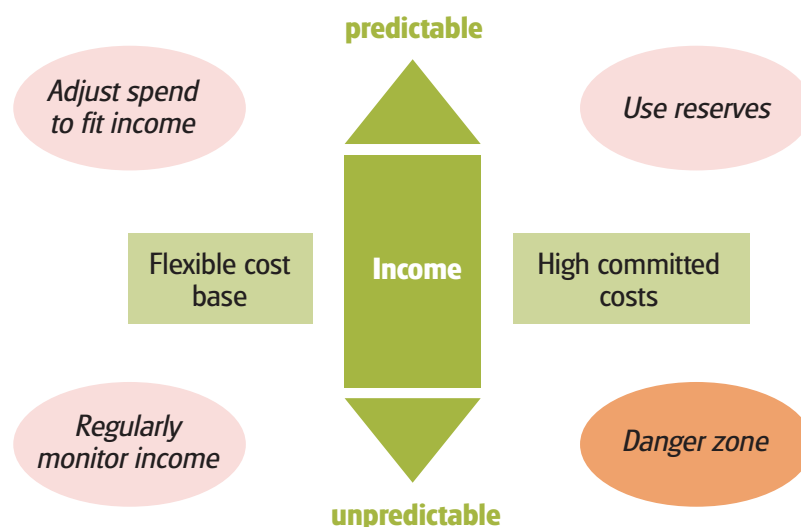 predictable
Adjust spend
to fit income
Use reserves
Flexible cost
base
Income
High committed
costs
Regularly
monitor income
Danger zone
unpredictable